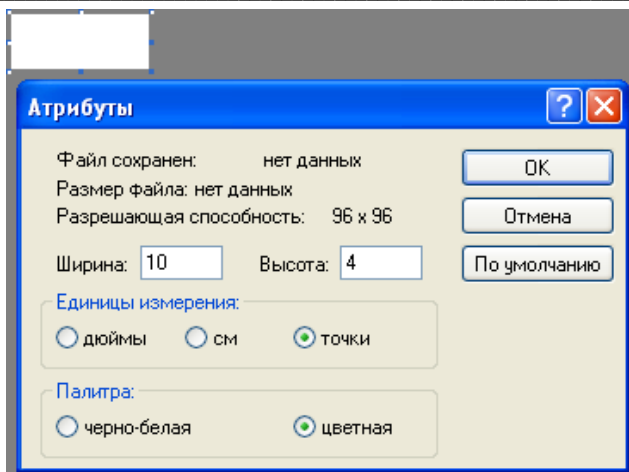 Атрибуты
Файл сохранен: нет данных
OK
Размер файла: нет данных
Разрешающая способность: 96 x 96
Отмена
Ширина: 10 Высота: 4
По умолчанию
Единицы измерения:
дюймы см точки
Палитра:
черно-белая цветная